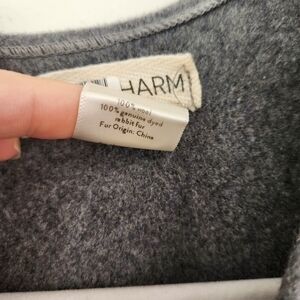 HARM
100% wool
100% genuine dyed
rabbit fur
Fur Origin: China